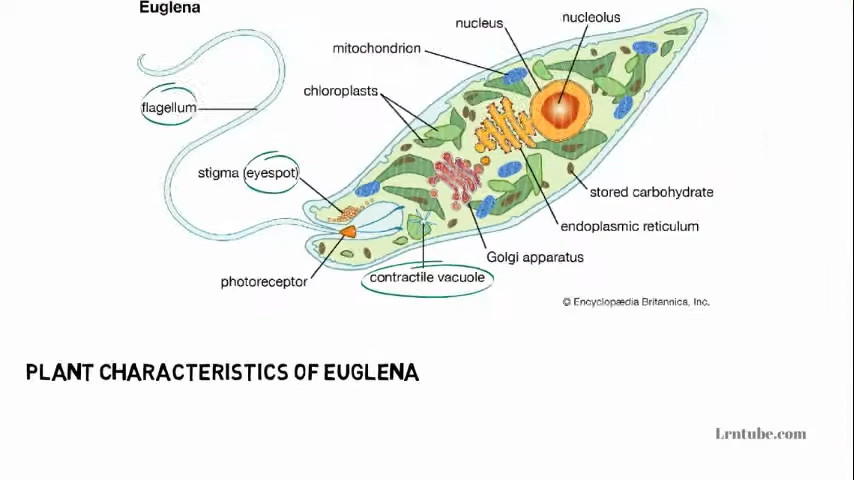 Euglena
nucleus
nucleolus
mitochondrion
chloroplasts
flagellum
stigma (eyespot)
stored carbohydrate
endoplasmic reticulum
Golgi apparatus
photoreceptor
contractile vacuole
© Encyclopædia Britannica, Inc.
PLANT CHARACTERISTICS OF EUGLENA
Lrntube.com